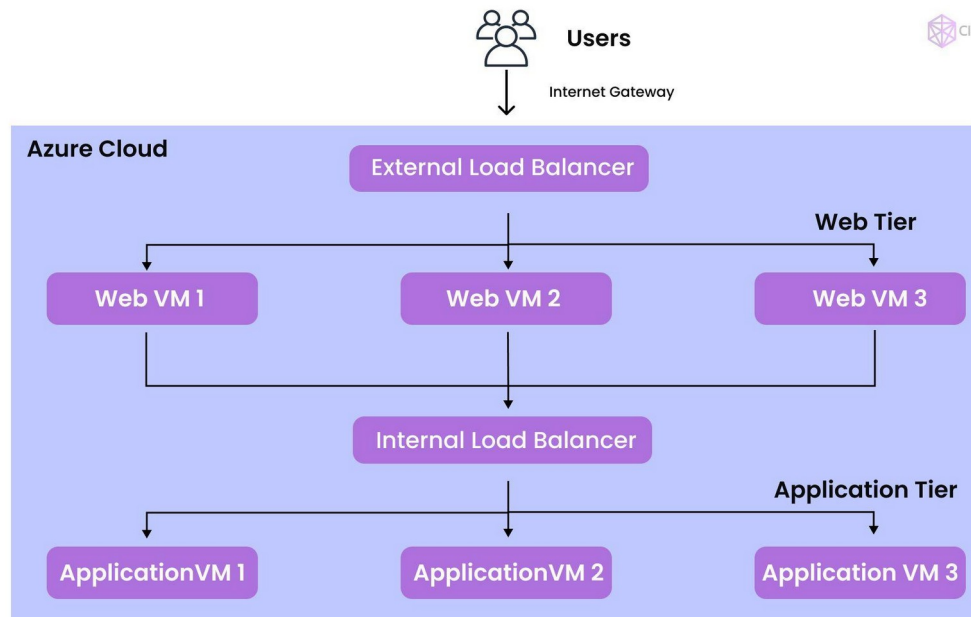 Users
Internet Gateway
Azure Cloud
External Load Balancer
Web Tier
Web VM 1
Web VM 2
Web VM 3
Internal Load Balancer
Application Tier
ApplicationVM 1
ApplicationVM 2
Application VM 3